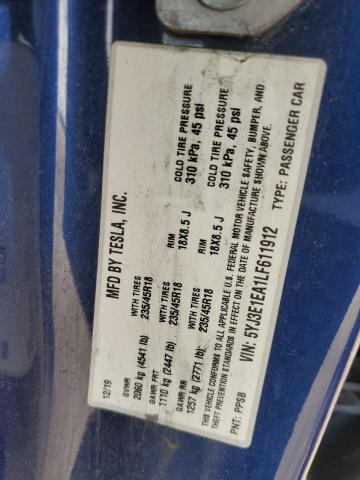 MFD BY TESLA, INC.
12/19
GVWR
2060 kg (4541 lb)
WITH TIRES
235/45R18
RIM
18X8.5 J
COLD TIRE PRESSURE
310 kPa, 45 psi
GAWR FRT
1110 kg (2447 lb)
WITH TIRES
235/45R18
RIM
18X8.5 J
COLD TIRE PRESSURE
310 kPa, 45 psi
GAWR RR
1257 kg (2771 lb)
WITH TIRES
235/45R18
THIS VEHICLE CONFORMS TO ALL APPLICABLE U.S. FEDERAL MOTOR VEHICLE SAFETY, BUMPER, AND
THEFT PREVENTION STANDARDS IN EFFECT ON THE DATE OF MANUFACTURE SHOWN ABOVE.
VIN: 5YJ3E1EA1LF611912
TYPE: PASSENGER CAR
PNT: PPSB